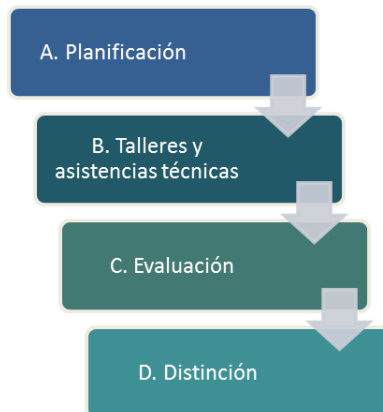 A. Planificación
B. Talleres y
asistencias técnicas
C. Evaluación
D. Distinción